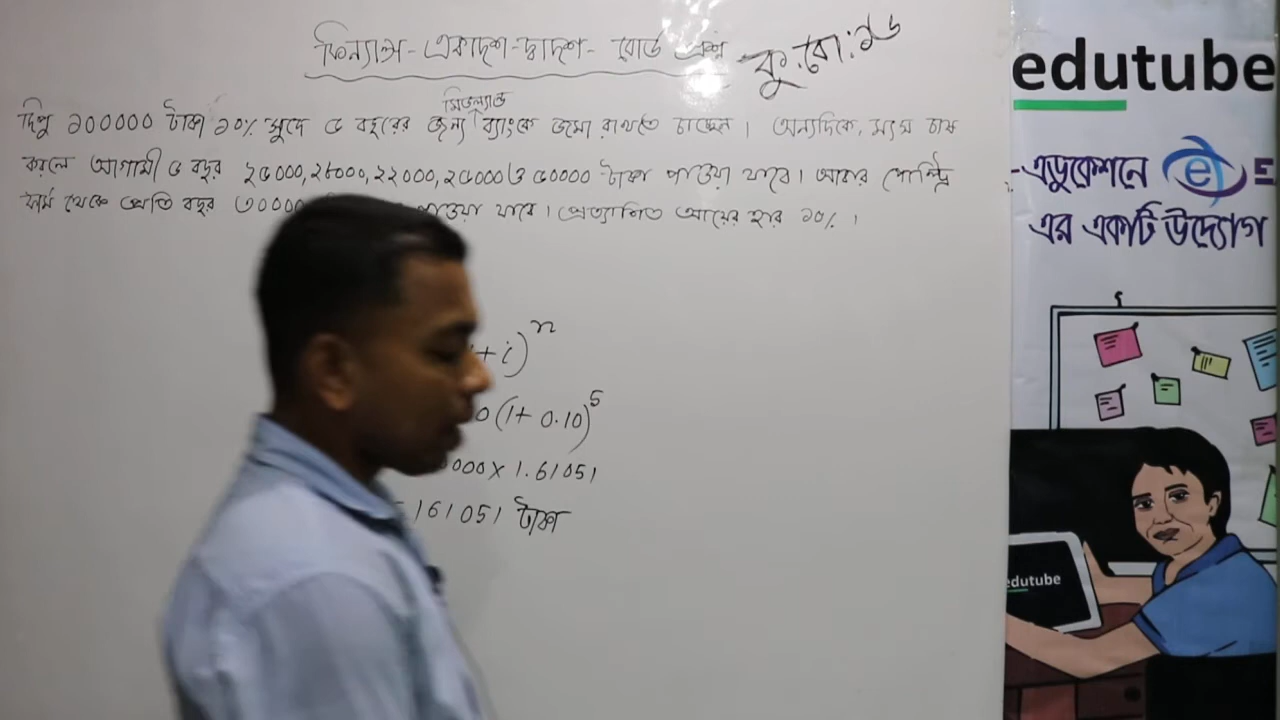 ফিন্যান্স-একাদশ-দ্বাদশ- বোর্ড প্রশ্ন কু.বো:১৬
মিডল্যান্ড
দিপু ১০০০০০ টাকা ১০% সুদে ৫ বছরের জন্য ব্যাংকে জমা রাখতে চাচ্ছেন। অন্যদিকে, মৎস্য চাষ
করলে আগামী ৫ বছর ২৫০০০, ২৮০০০, ২২০০০, ২৫০০০ ও ৫০০০০ টাকা পাওয়া যাবে। আবার পোল্ট্রি
ফার্ম থেকে প্রতি বছর ৩০০০০ পাওয়া যাবে। প্রত্যাশিত আয়ের হার ১০%।
+ i)^n
0(1+ 0.10)^5
000 X 1.61051
161051 টাকা
edutube
-এডুকেশনে e E
এর একটি উদ্যোগ
edutube